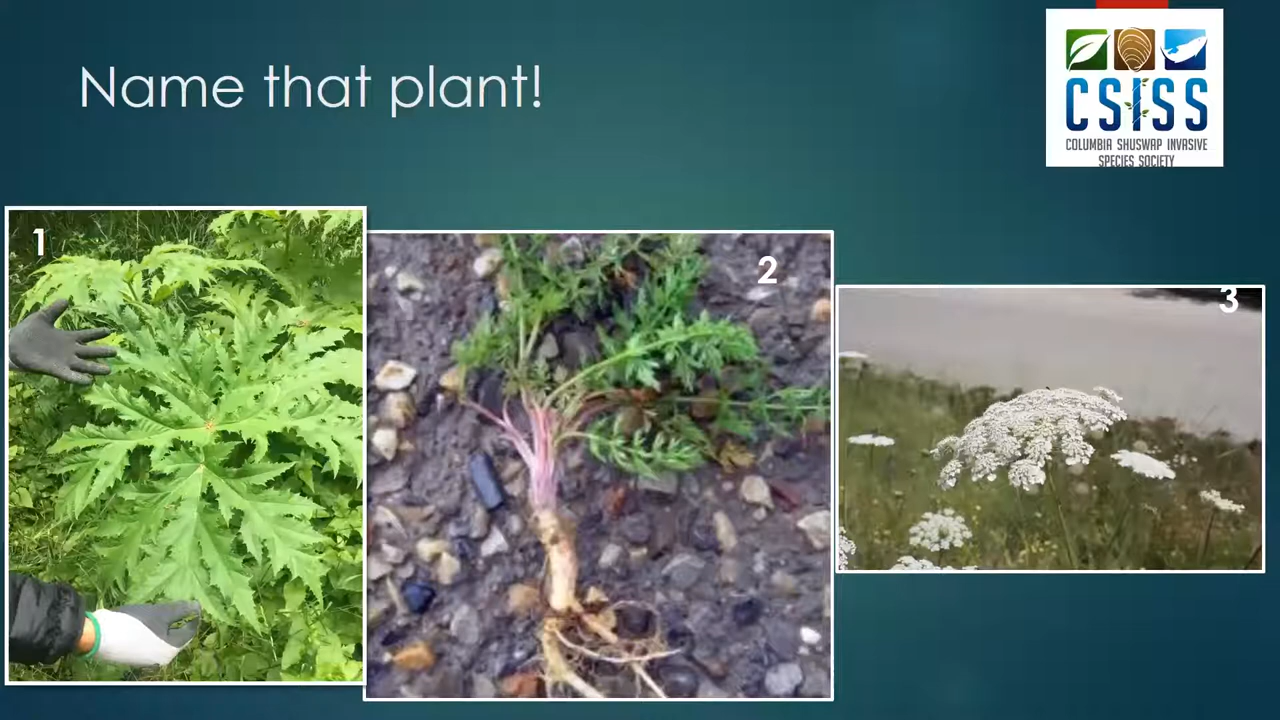 Name that plant!
CSISS
COLUMBIA SHUSWAP INVASIVE
SPECIES SOCIETY
1
2
3